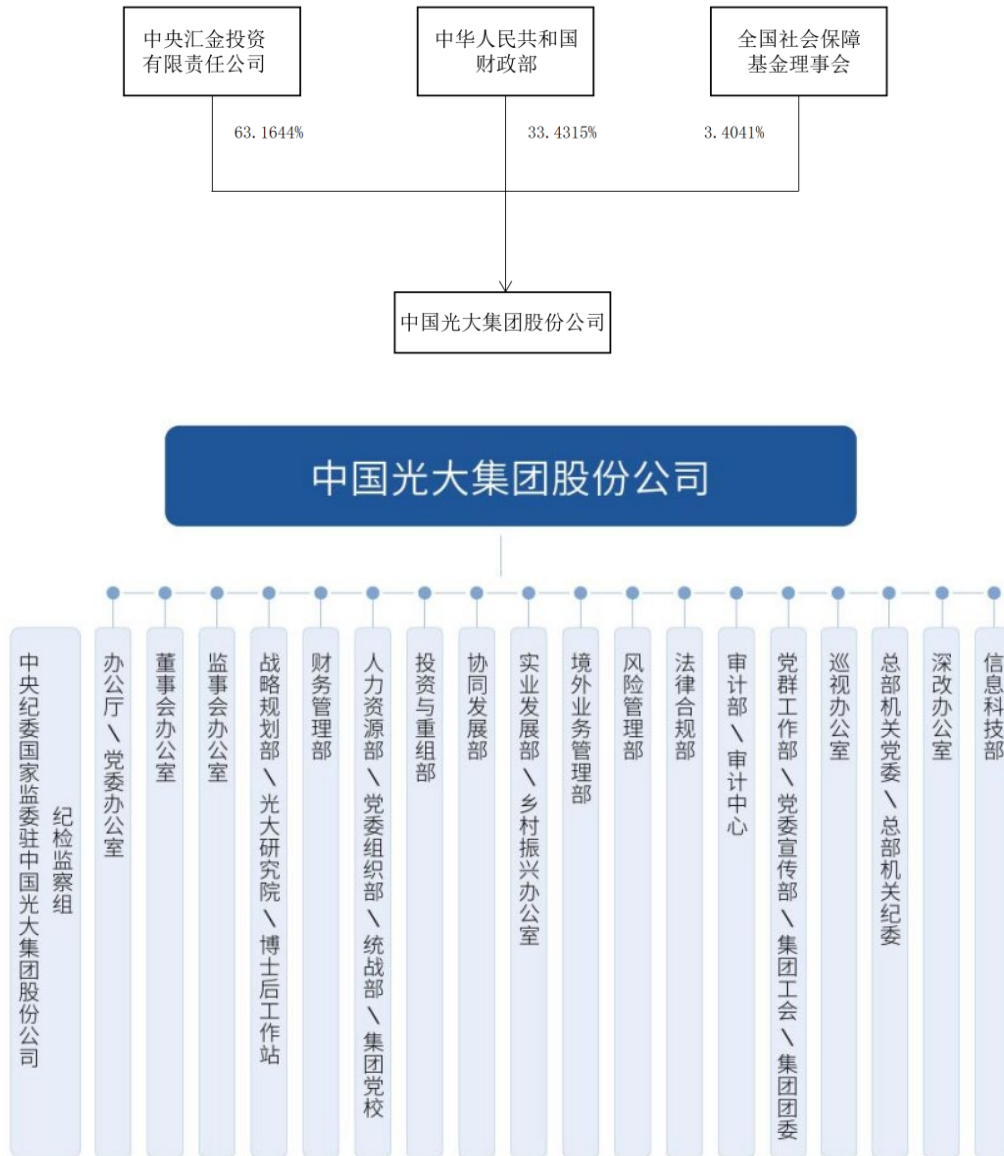 中央汇金投资
有限责任公司
中华人民共和国
财政部
全国社会保障
基金理事会
63.1644%
33.4315%
3.4041%
中国光大集团股份公司
中国光大集团股份公司
中央纪委国家监委驻中国光大集团股份公司
纪检监察组
办公厅\党委办公室
董事会办公室
监事会办公室
战略规划部\光大研究院\博士后工作站
财务管理部
人力资源部\党委组织部\统战部\集团党校
投资与重组部
协同发展部
实业发展部\乡村振兴办公室
境外业务管理部
风险管理部
法律合规部
审计部\审计中心
党群工作部\党委宣传部\集团工会\集团团委
巡视办公室
总部机关党委\总部机关纪委
深改办公室
信息科技部